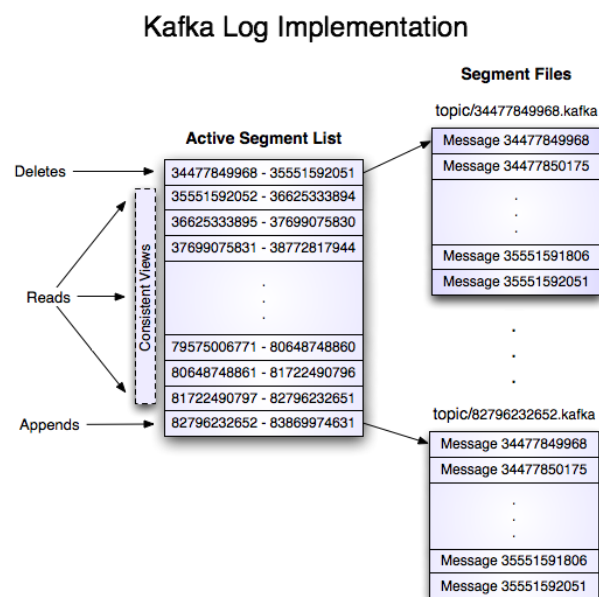 Kafka Log Implementation
Segment Files
topic/34477849968.kafka
Message 34477849968
Message 34477850175
.
.
.
Message 35551591806
Message 35551592051
Active Segment List
Deletes
34477849968 - 35551592051
35551592052 - 36625333894
36625333895 - 37699075830
37699075831 - 38772817944
.
.
.
79575006771 - 80648748860
80648748861 - 81722490796
81722490797 - 82796232651
82796232652 - 83869974631
Reads
Consistent Views
Appends
.
.
.
topic/82796232652.kafka
Message 34477849968
Message 34477850175
.
.
.
Message 35551591806
Message 35551592051